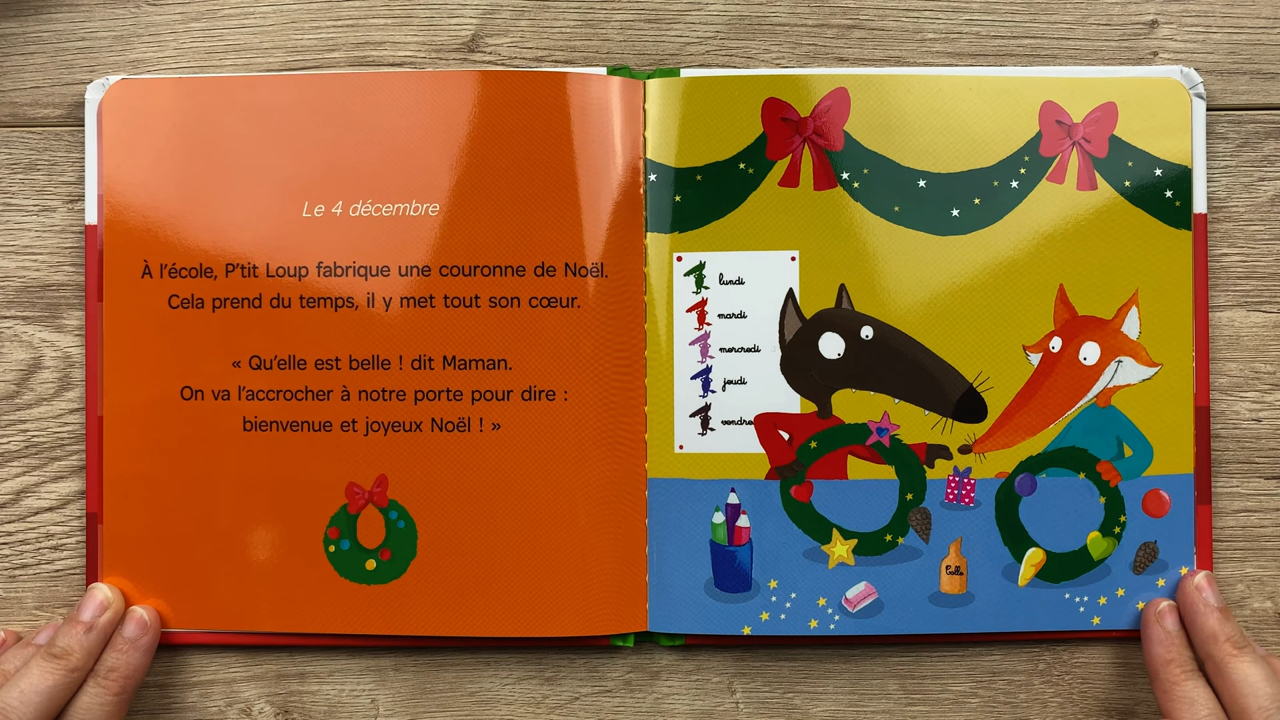 Le 4 décembre
À l'école, P'tit Loup fabrique une couronne de Noël.
Cela prend du temps, il y met tout son cœur.
« Qu'elle est belle ! dit Maman.
On va l'accrocher à notre porte pour dire :
bienvenue et joyeux Noël ! »
lundi
mardi
mercredi
jeudi
vendre
Colle